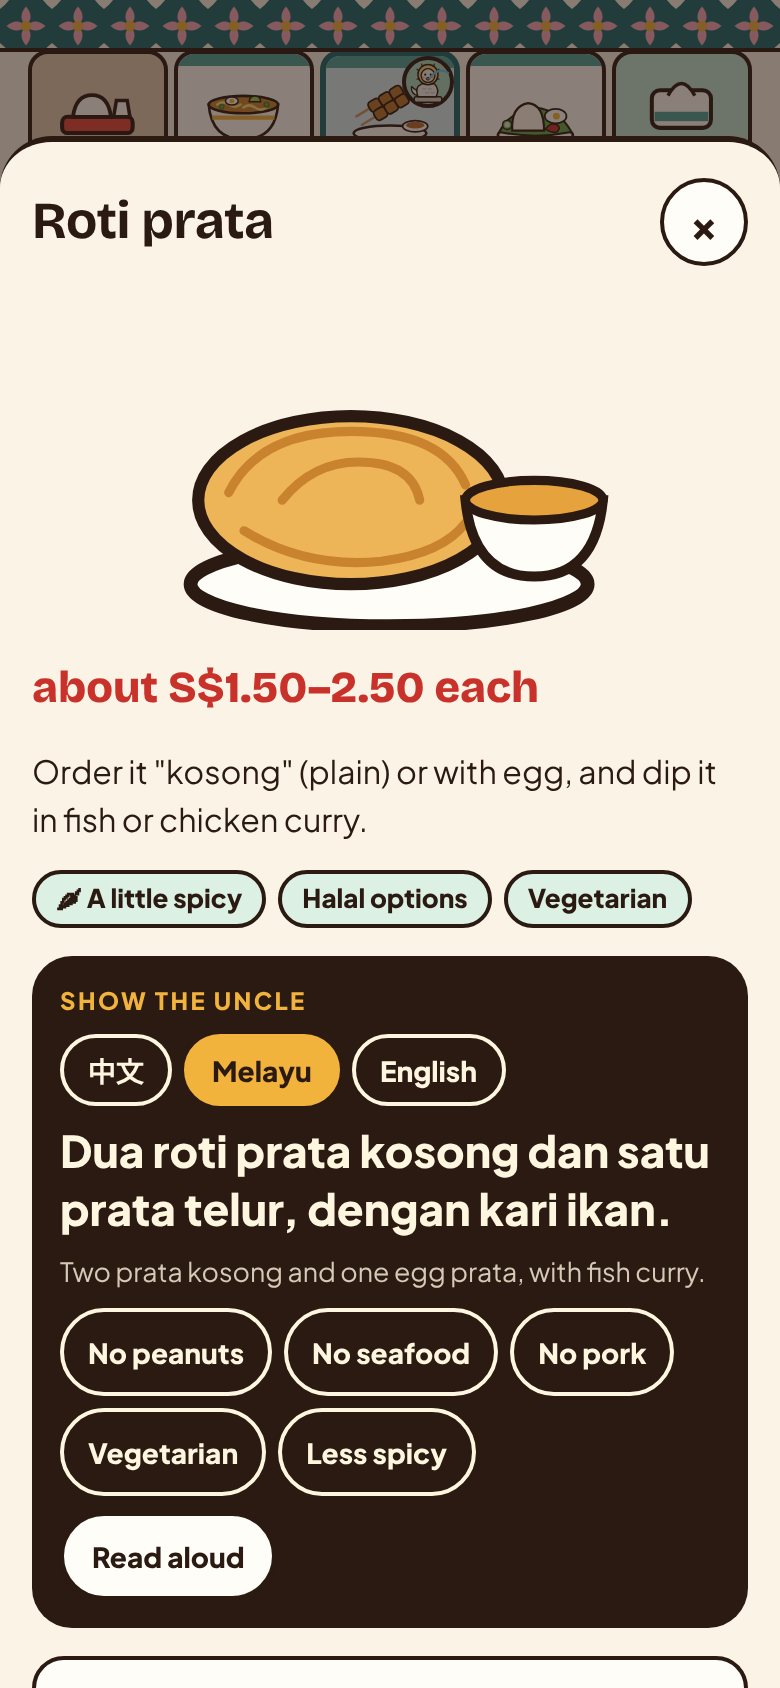 Roti prata
×
about S$1.50–2.50 each
Order it "kosong" (plain) or with egg, and dip it
in fish or chicken curry.
🌶 A little spicy
Halal options
Vegetarian
SHOW THE UNCLE
中文
Melayu
English
Dua roti prata kosong dan satu
prata telur, dengan kari ikan.
Two prata kosong and one egg prata, with fish curry.
No peanuts
No seafood
No pork
Vegetarian
Less spicy
Read aloud